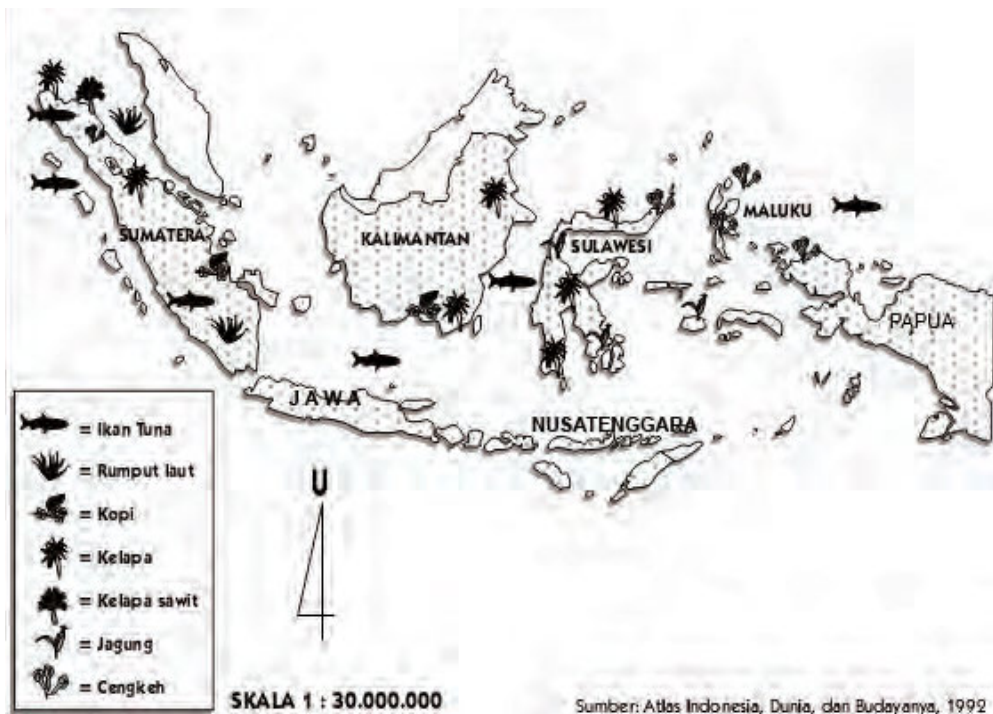 SUMATERA
KALIMANTAN
SULAWESI
MALUKU
PAPUA
JAWA
NUSATENGGARA
= Ikan Tuna
= Rumput laut
= Kopi
= Kelapa
= Kelapa sawit
= Jagung
= Cengkeh
U
SKALA 1 : 30.000.000
Sumber: Atlas Indonesia, Dunia, dan Budayanya, 1992